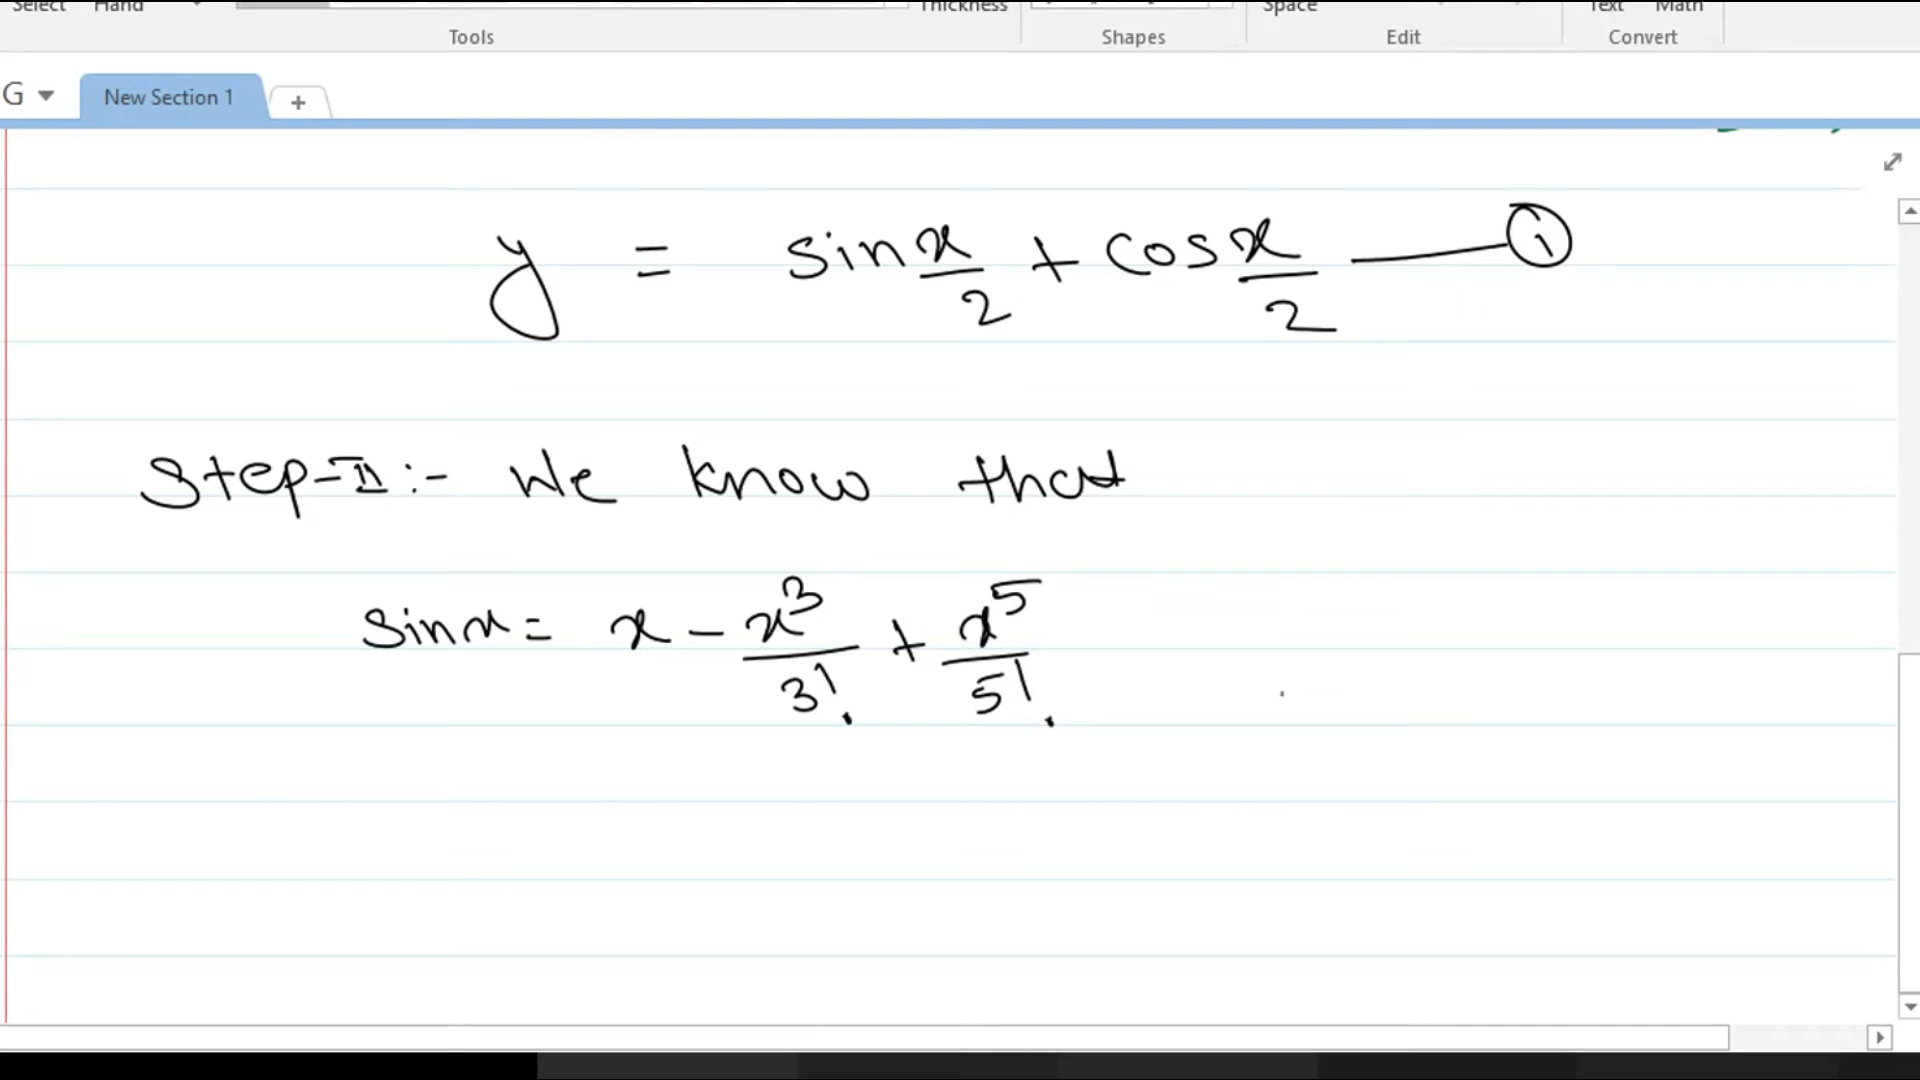 Select Hand Thickness Space Text Math
Tools Shapes Edit Convert
G New Section 1 +
y = sin x/2 + cos x/2 —— ①
Step-II :- We know that
sinx = x - x³/3! + x⁵/5!